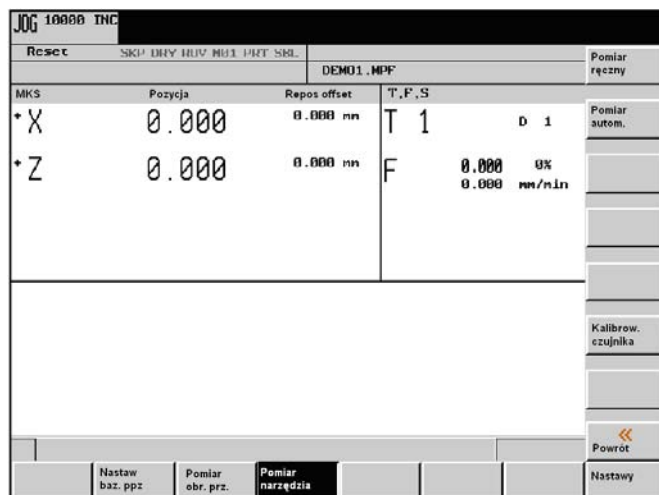 JOG 10000 INC
Reset SKP DRY ROV M01 PRT SBL
DEMO1.MPF
MKS Pozycja Repos offset T,F,S
+X 0.000 0.000 mm T 1 D 1
+Z 0.000 0.000 mm F 0.000 0%
0.000 mm/min
Pomiar
ręczny
Pomiar
autom.
Kalibrow.
czujnika
«
Powrót
Nastaw
baz. ppz
Pomiar
obr. prz.
Pomiar
narzędzia
Nastawy